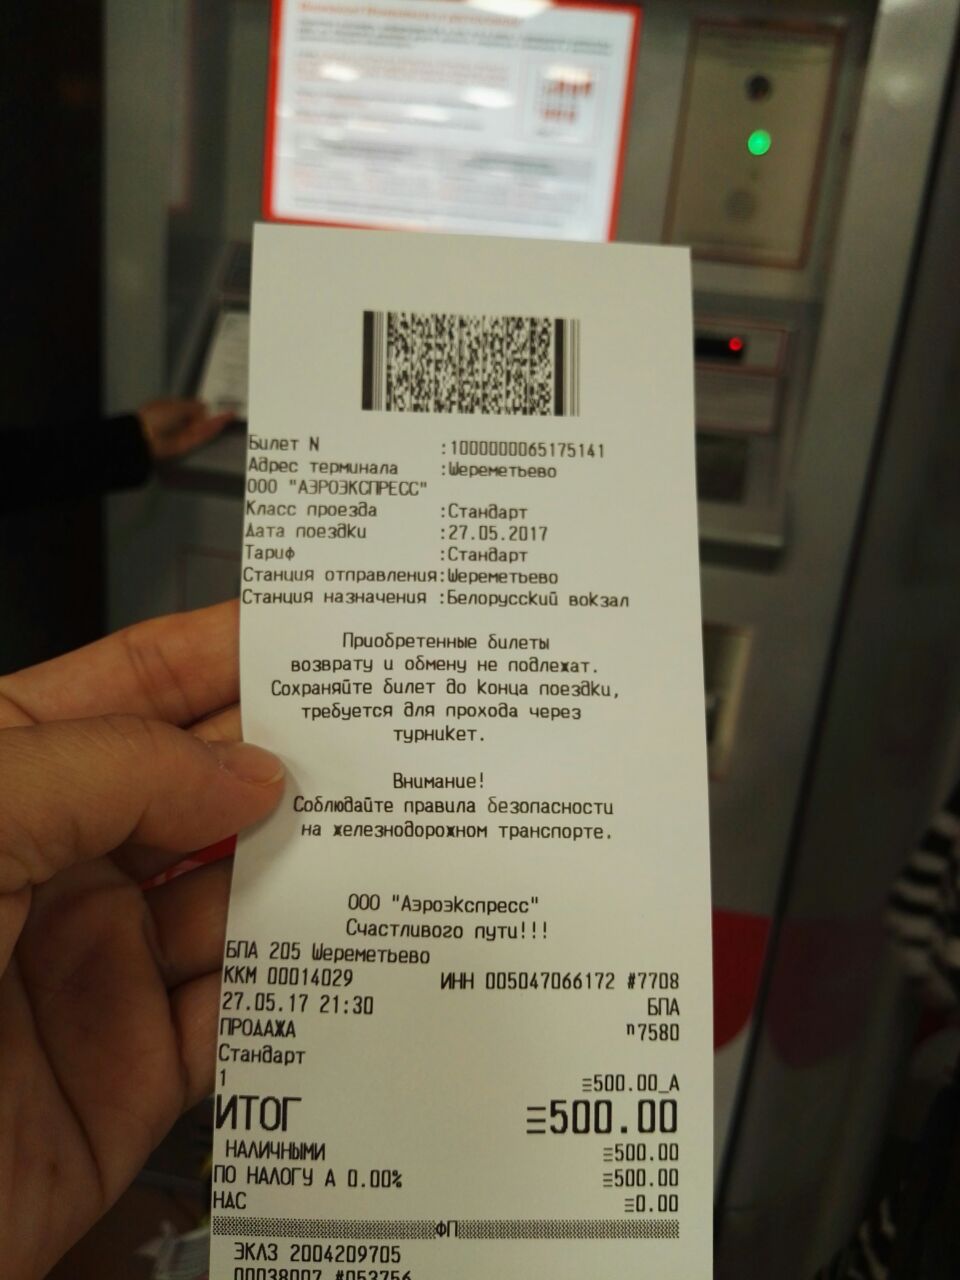 Билет N :1000000065175141
Адрес терминала :Шереметьево
ООО "АЭРОЭКСПРЕСС"
Класс проезда :Стандарт
Дата поездки :27.05.2017
Тариф :Стандарт
Станция отправления:Шереметьево
Станция назначения :Белорусский вокзал
Приобретенные билеты
возврату и обмену не подлежат.
Сохраняйте билет до конца поездки,
требуется для прохода через
турникет.
Внимание!
Соблюдайте правила безопасности
на железнодорожном транспорте.
ООО "Аэроэкспресс"
Счастливого пути!!!
БПА 205 Шереметьево
ККМ 00014029 ИНН 005047066172 #7708
27.05.17 21:30 БПА
ПРОДАЖА n7580
Стандарт
1 ≡500.00_А
ИТОГ ≡500.00
НАЛИЧНЫМИ ≡500.00
ПО НАЛОГУ А 0.00% ≡500.00
НДС ≡0.00
ФП
ЭКЛЗ 2004209705
00038007 #053756